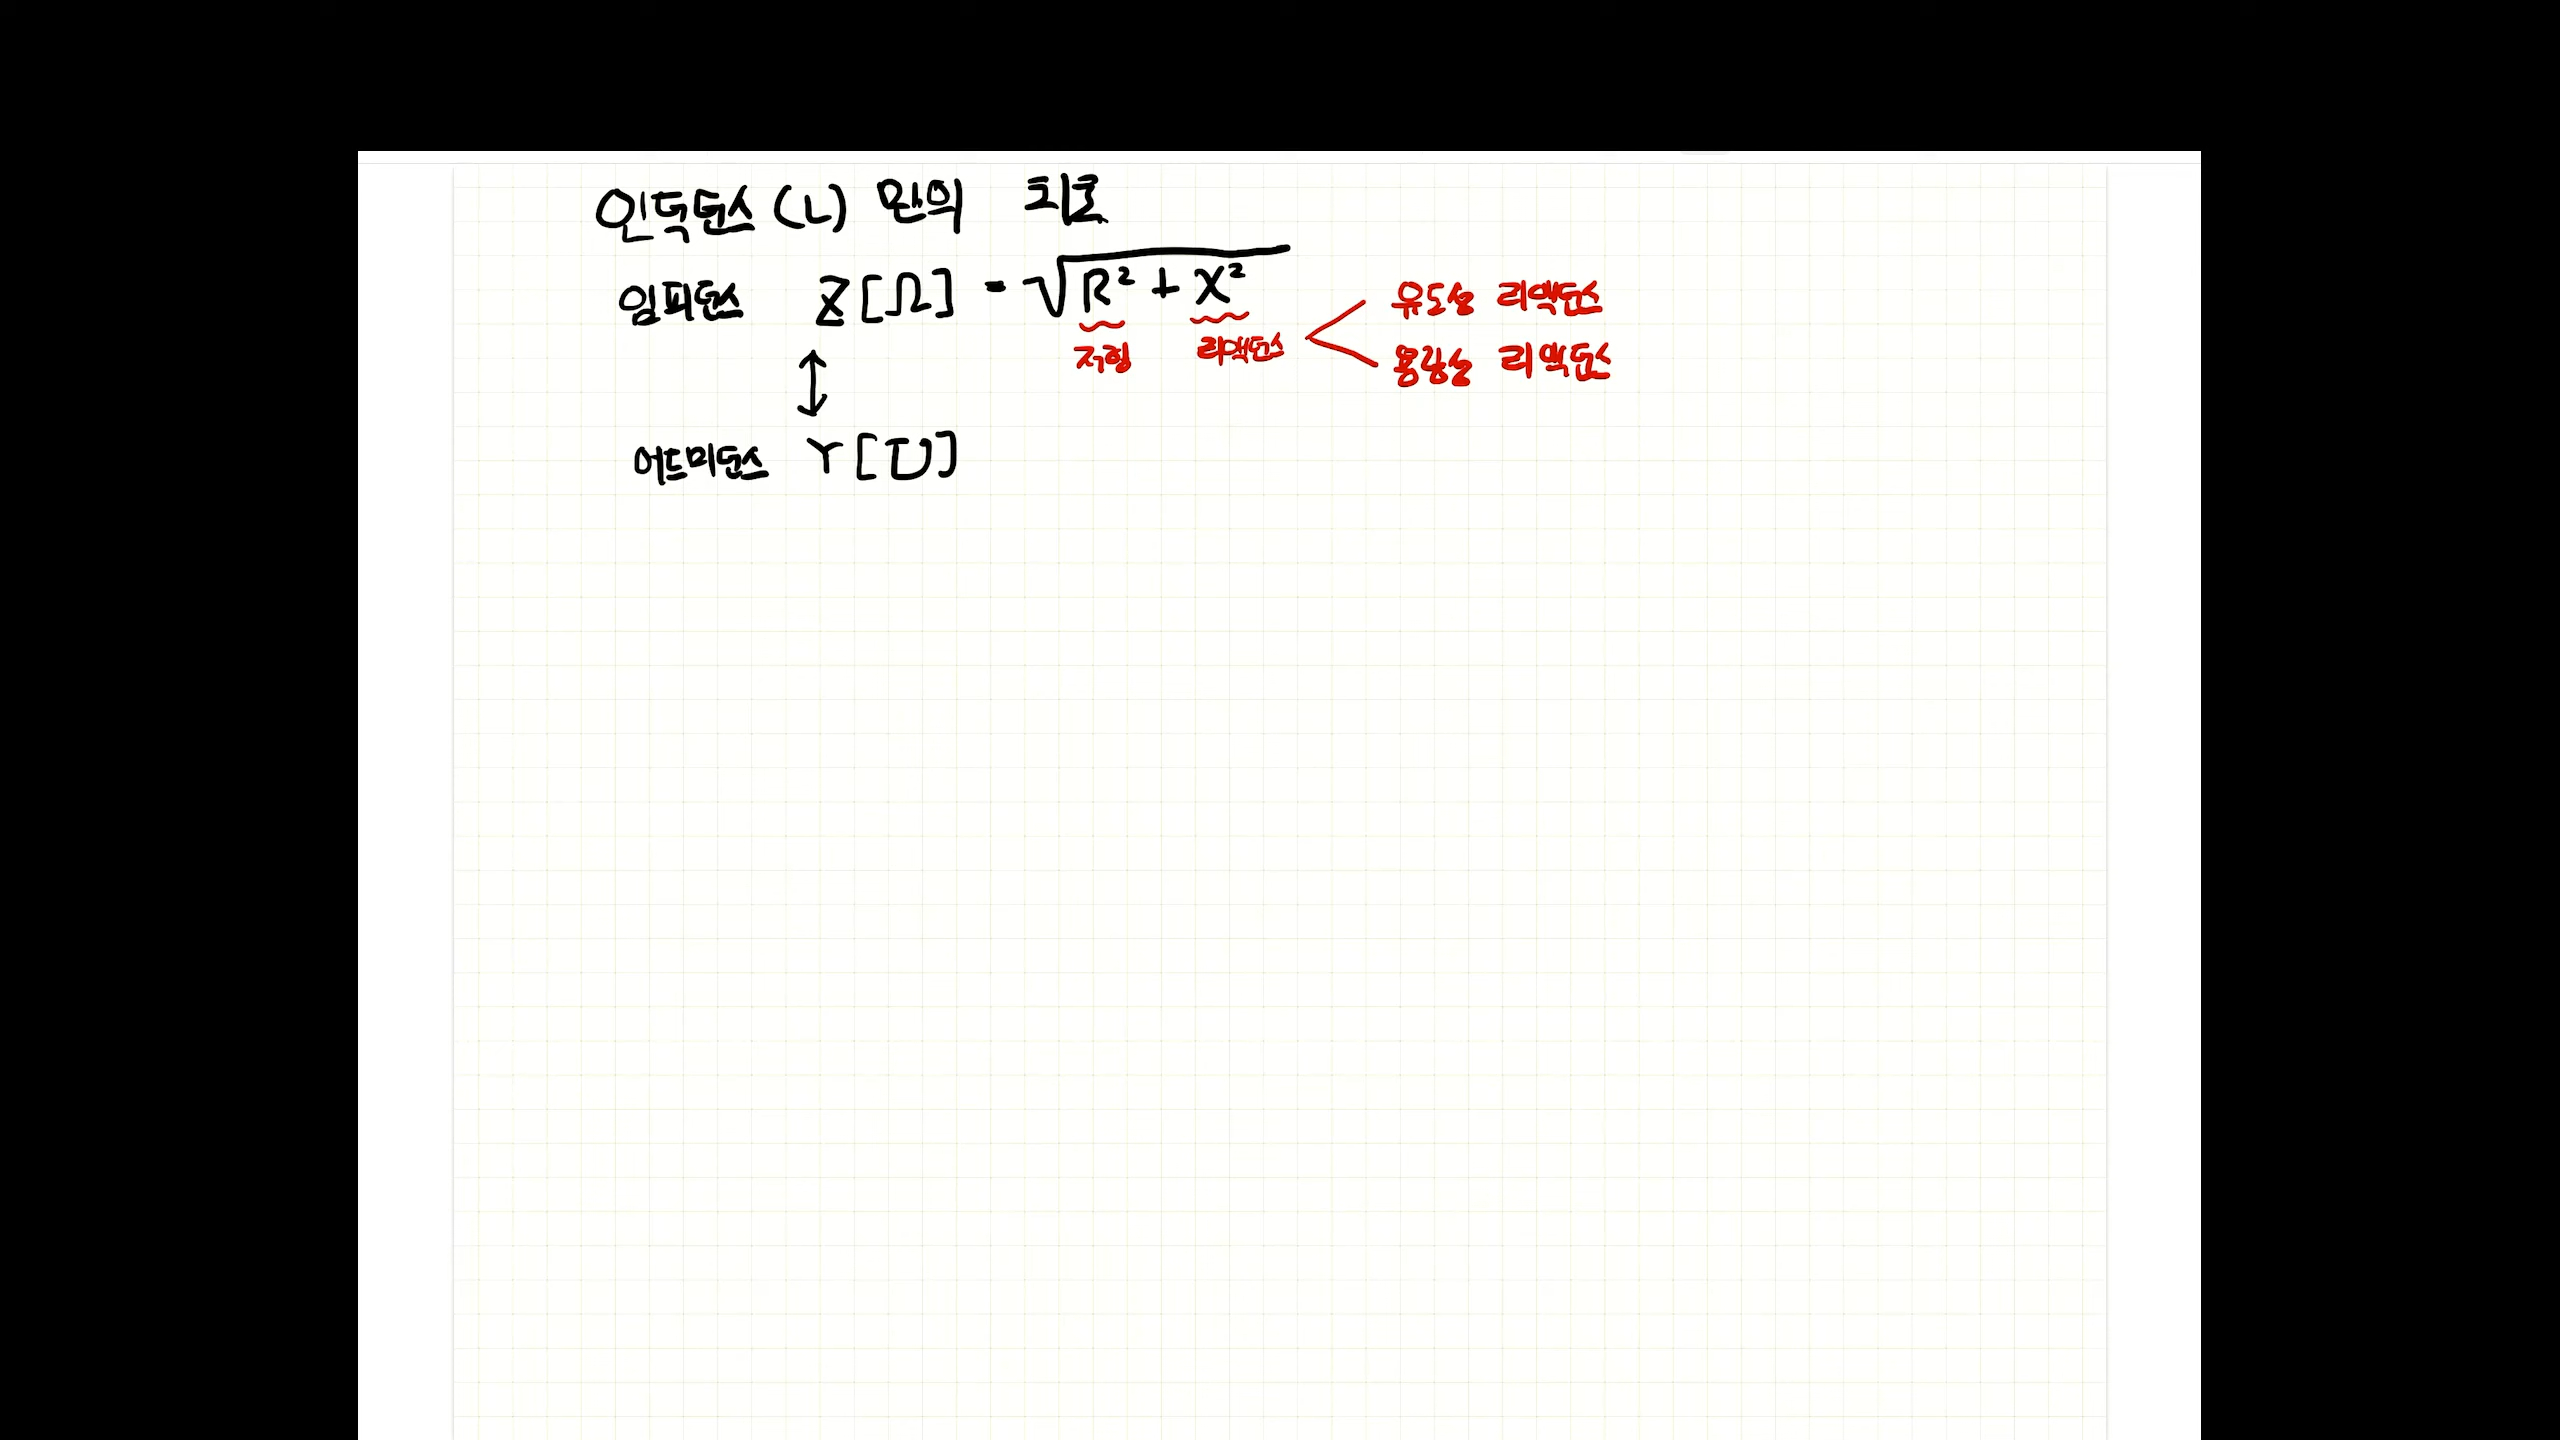 인덕턴스 (L) 만의 회로
임피던스 Z[Ω] = √R² + X²
저항 리액턴스 < 유도성 리액턴스
용량성 리액턴스
↕
어드미턴스 Y[℧]